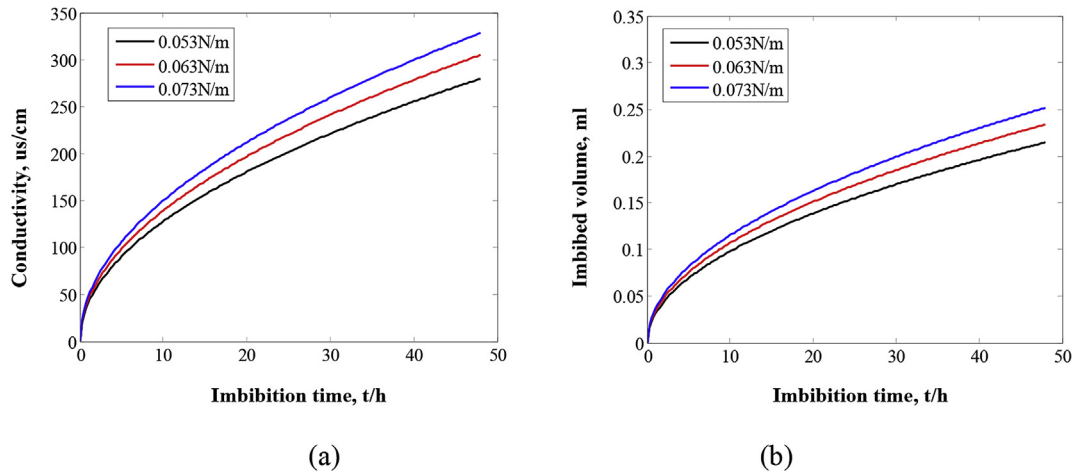 350
300
250
200
150
100
50
0
0.053N/m
0.063N/m
0.073N/m
Conductivity, us/cm
0 10 20 30 40 50
Imbibition time, t/h
(a)
0.35
0.3
0.25
0.2
0.15
0.1
0.05
0
0.053N/m
0.063N/m
0.073N/m
Imbibed volume, ml
0 10 20 30 40 50
Imbibition time, t/h
(b)